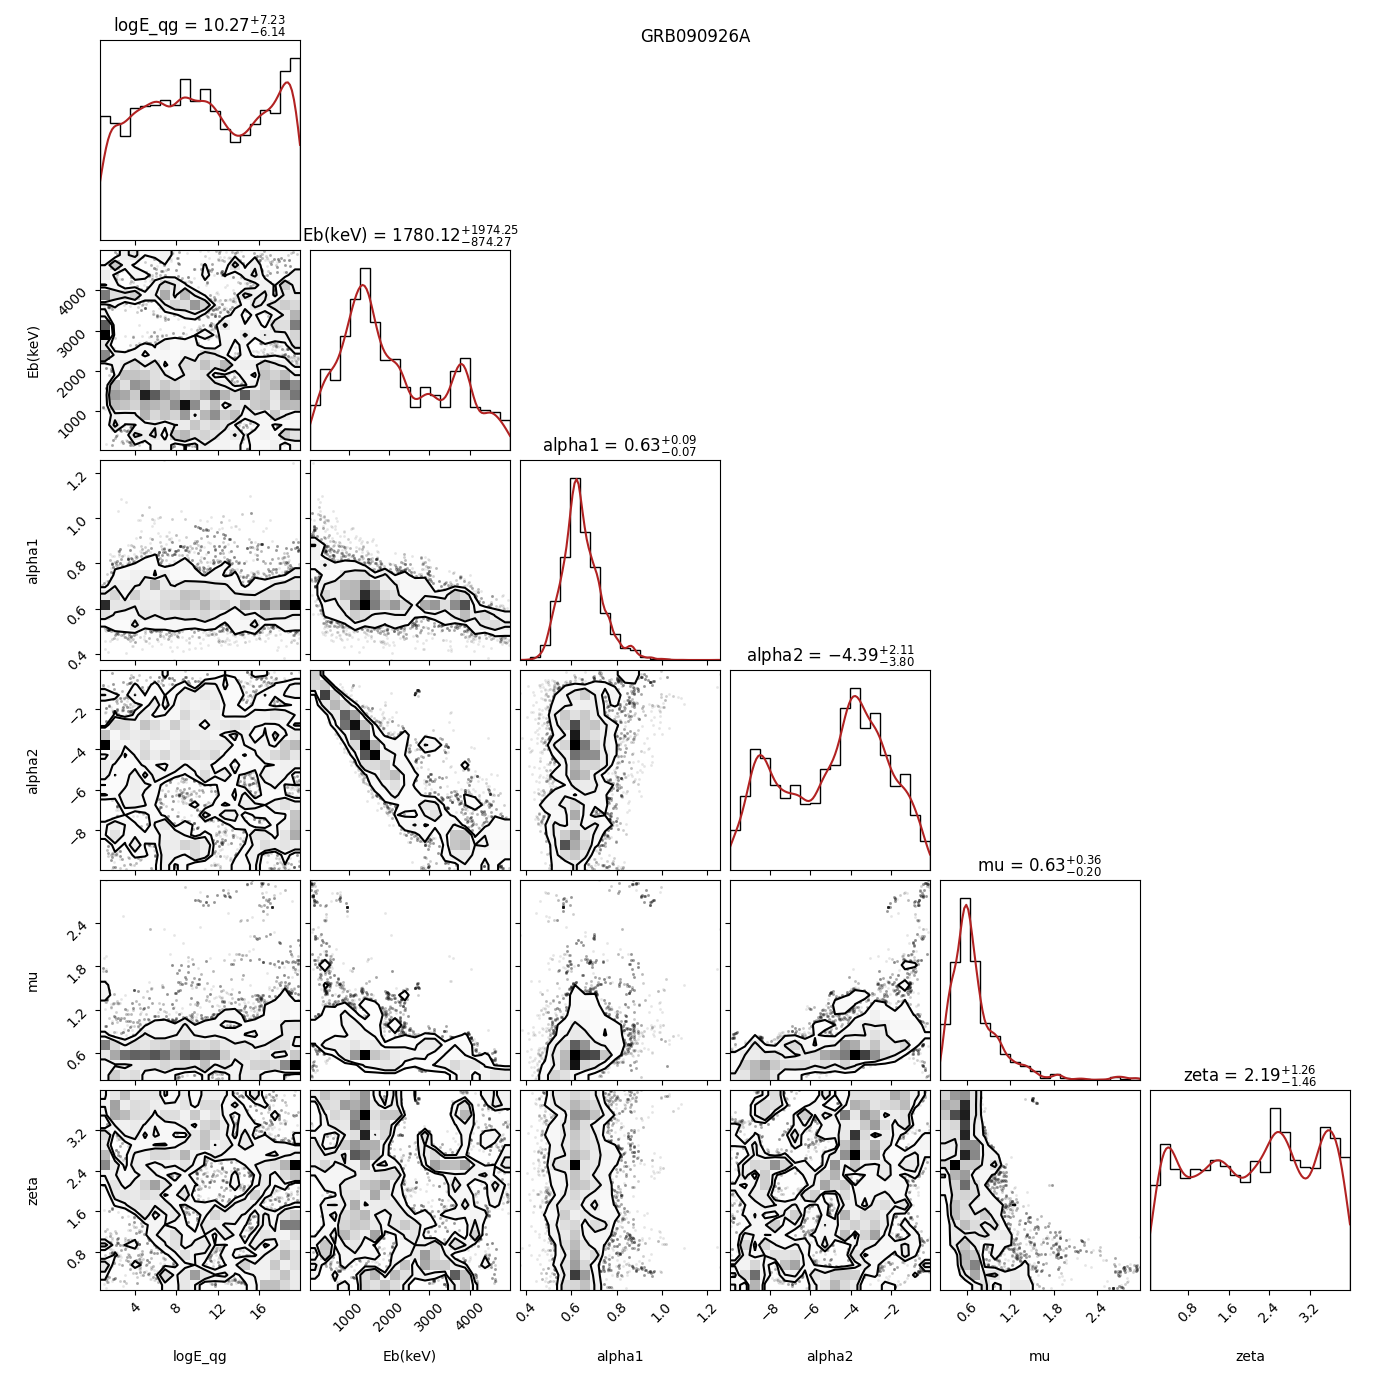 GRB090926A
logE_qg = 10.27^{+7.23}_{-6.14}
Eb(keV) = 1780.12^{+1974.25}_{-874.27}
Eb(keV)
4000
3000
2000
1000
alpha1 = 0.63^{+0.09}_{-0.07}
alpha1
1.2
1.0
0.8
0.6
0.4
alpha2 = −4.39^{+2.11}_{-3.80}
alpha2
−2
−4
−6
−8
mu = 0.63^{+0.36}_{-0.20}
mu
2.4
1.8
1.2
0.6
zeta = 2.19^{+1.26}_{-1.46}
zeta
3.2
2.4
1.6
0.8
4 8 12 16
1000 2000 3000 4000
0.4 0.6 0.8 1.0 1.2
−8 −6 −4 −2
0.6 1.2 1.8 2.4
0.8 1.6 2.4 3.2
logE_qg Eb(keV) alpha1 alpha2 mu zeta